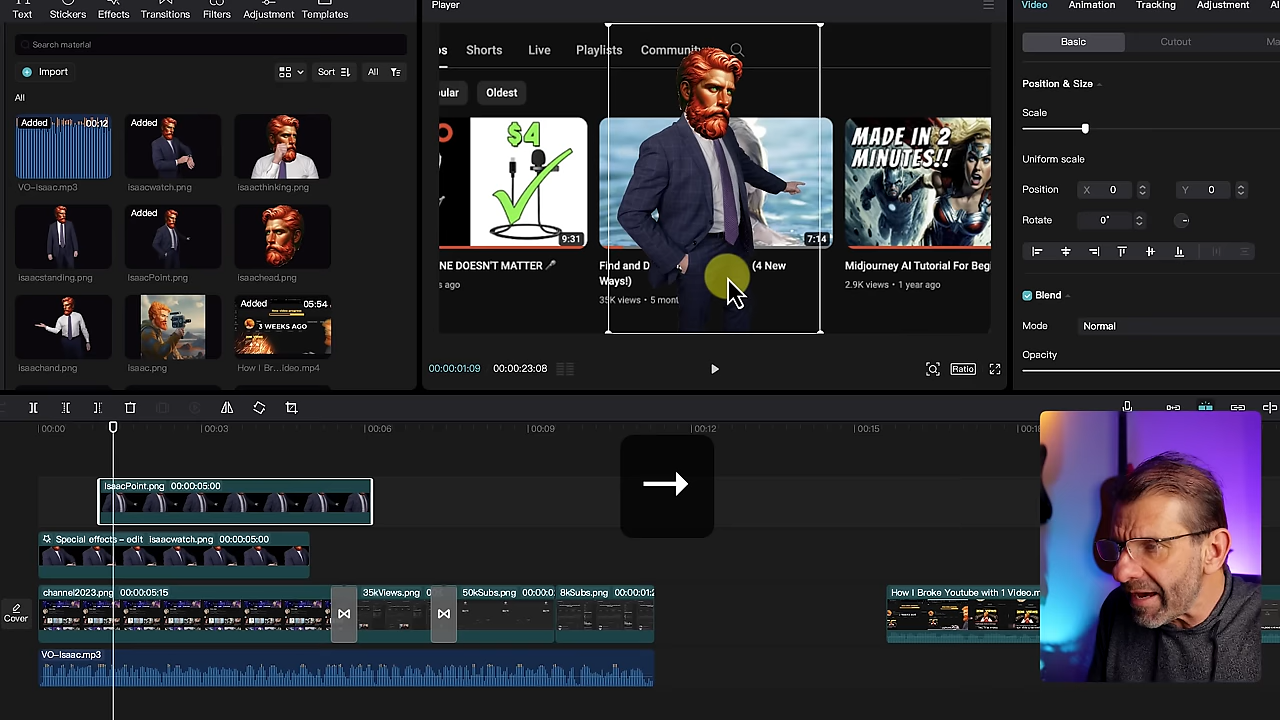 Text Stickers Effects Transitions Filters Adjustment Templates
Search material
Import
Sort
All
All
Added 00:12
VO-Isaac.mp3
Added
isaacwatch.png
Isaacthinking.png
isaacstanding.png
Added
IsaacPoint.png
Isaachead.png
Isaachand.png
Isaac.png
Added 05:54
3 WEEKS AGO
How I Br...ideo.mp4
Player
Shorts Live Playlists Community
Oldest
$4
9:31
7:14
MADE IN 2
MINUTES!!
NE DOESN'T MATTER
s ago
Find and D
(4 New
Ways!)
35K views • 5 mont
Midjourney AI Tutorial For Begi
2.9K views • 1 year ago
00:00:01:09 00:00:23:08
Ratio
Video Animation Tracking Adjustment AI
Basic Cutout Ma
Position & Size
Scale
Uniform scale
Position X 0 Y 0
Rotate 0°
Blend
Mode Normal
Opacity
00:00 00:03 00:06 00:09 00:12 00:15
IsaacPoint.png 00:00:05:00
Special effects – edit isaacwatch.png 00:00:05:00
Cover
channel2023.png 00:00:05:15
35kViews.png
50kSubs.png 00:00:0
8kSubs.png 00:00:01:2
How I Broke Youtube with 1 Video.m
VO-Isaac.mp3